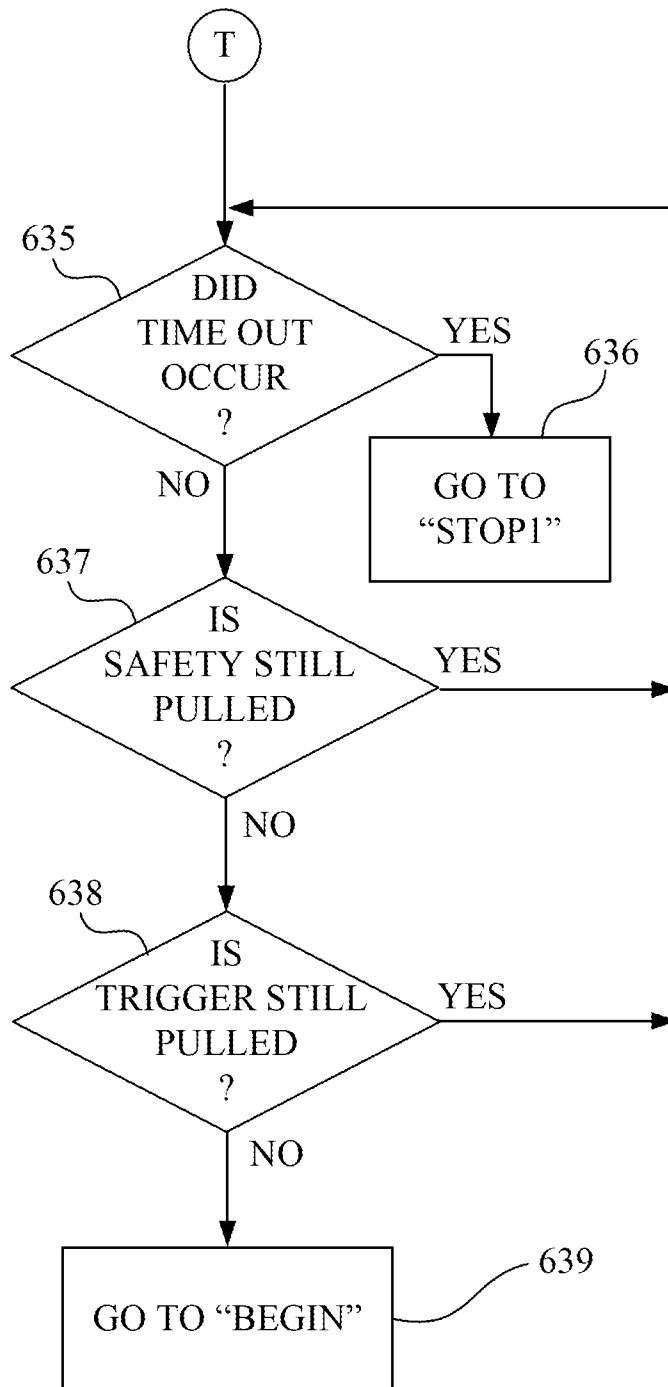 T
635
DID
TIME OUT
OCCUR
?
YES
636
GO TO
“STOP1”
NO
637
IS
SAFETY STILL
PULLED
?
YES
NO
638
IS
TRIGGER STILL
PULLED
?
YES
NO
639
GO TO “BEGIN”